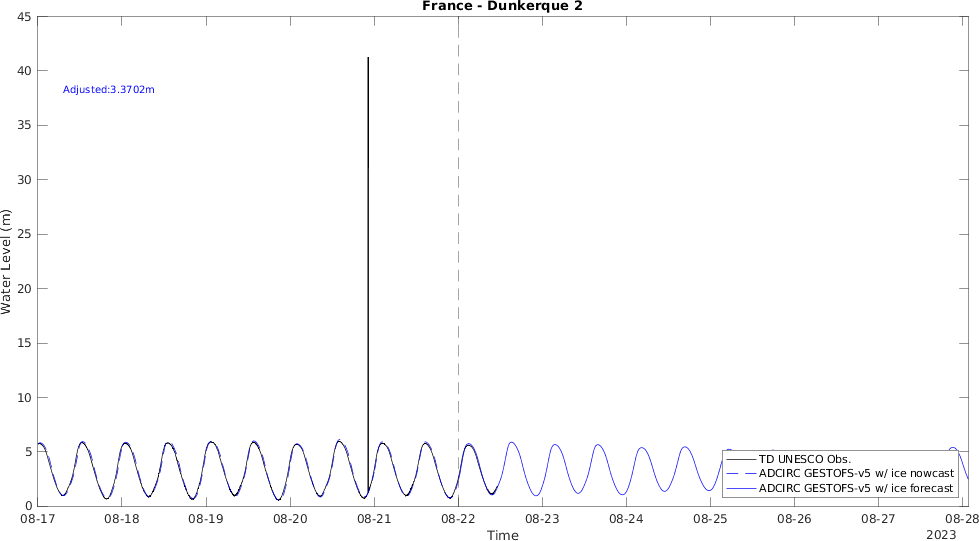 France - Dunkerque 2
45
40
35
30
25
20
15
10
5
0
Water Level (m)
Adjusted:3.3702m
TD UNESCO Obs.
ADCIRC GESTOFS-v5 w/ ice nowcast
ADCIRC GESTOFS-v5 w/ ice forecast
08-17 08-18 08-19 08-20 08-21 08-22 08-23 08-24 08-25 08-26 08-27 08-28
Time
2023